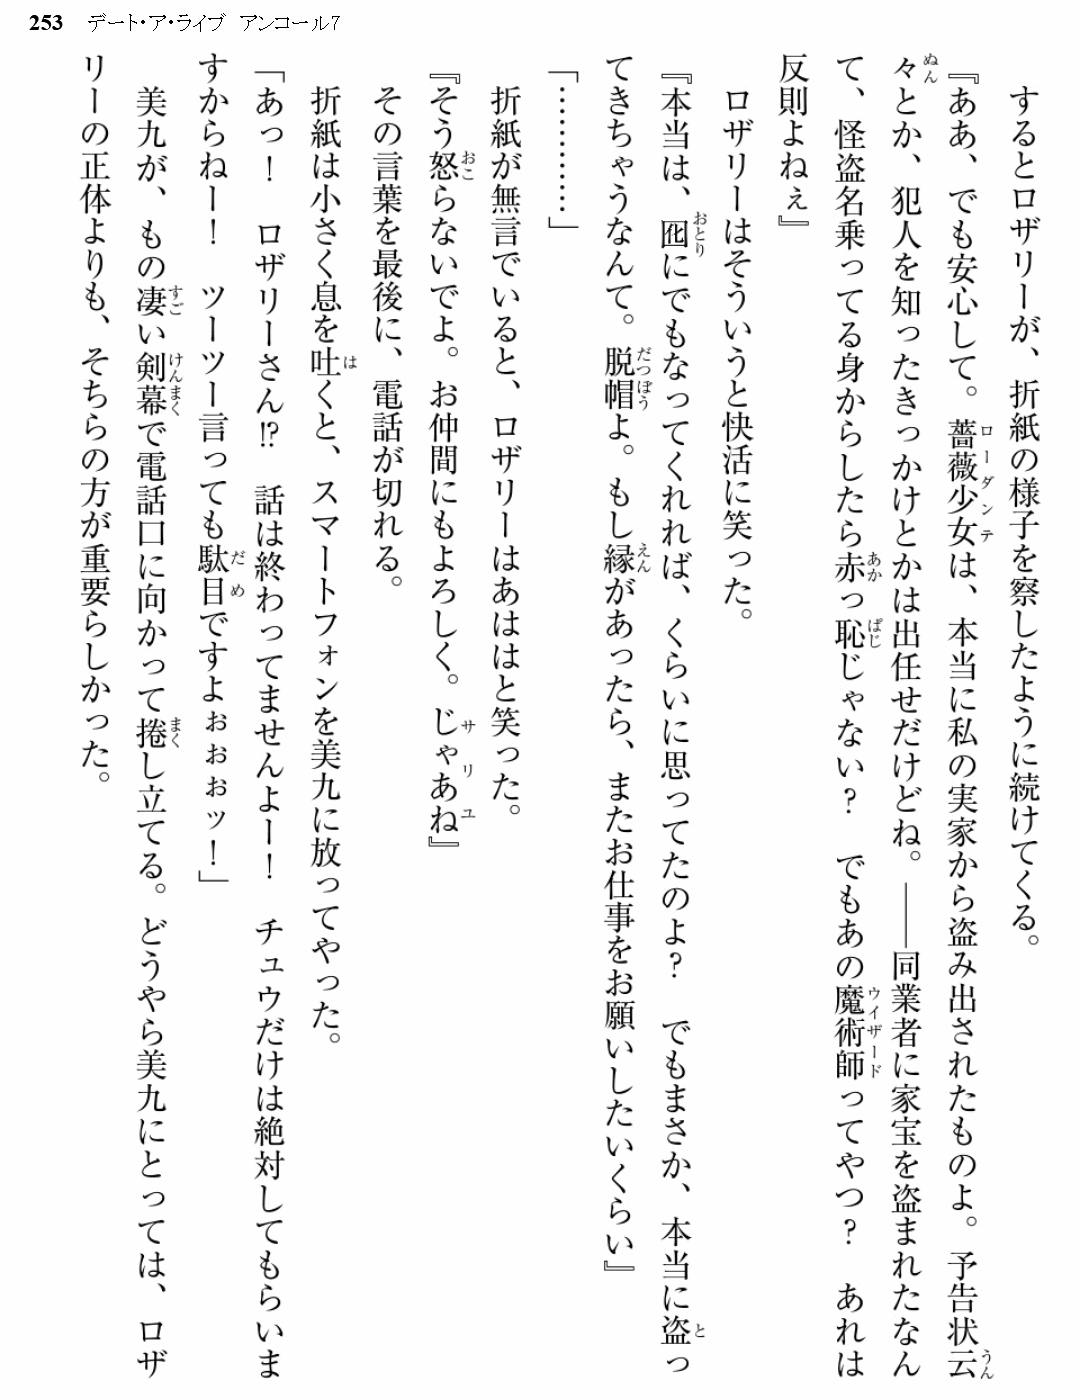 253 デート・ア・ライブ アンコール7
するとロザリーが、折紙の様子を察したように続けてくる。
『ああ、でも安心して。薔薇少女は、本当に私の実家から盗み出されたものよ。予告状云
々とか、犯人を知ったきっかけとかは出任せだけどね。――同業者に家宝を盗まれたなん
て、怪盗名乗ってる身からしたら赤っ恥じゃない？　でもあの魔術師ってやつ？　あれは
反則よねぇ』
ロザリーはそういうと快活に笑った。
『本当は、囮にでもなってくれれば、くらいに思ってたのよ？　でもまさか、本当に盗っ
てきちゃうなんて。脱帽よ。もし縁があったら、またお仕事をお願いしたいくらい』
「…………」
折紙が無言でいると、ロザリーはあははと笑った。
『そう怒らないでよ。お仲間にもよろしく。じゃあね』
その言葉を最後に、電話が切れる。
折紙は小さく息を吐くと、スマートフォンを美九に放ってやった。
「あっ！　ロザリーさん!?　話は終わってませんよー！　チュウだけは絶対してもらいま
すからねー！　ツーツー言っても駄目ですよぉぉぉッ！」
美九が、もの凄い剣幕で電話口に向かって捲し立てる。どうやら美九にとっては、ロザ
リーの正体よりも、そちらの方が重要らしかった。